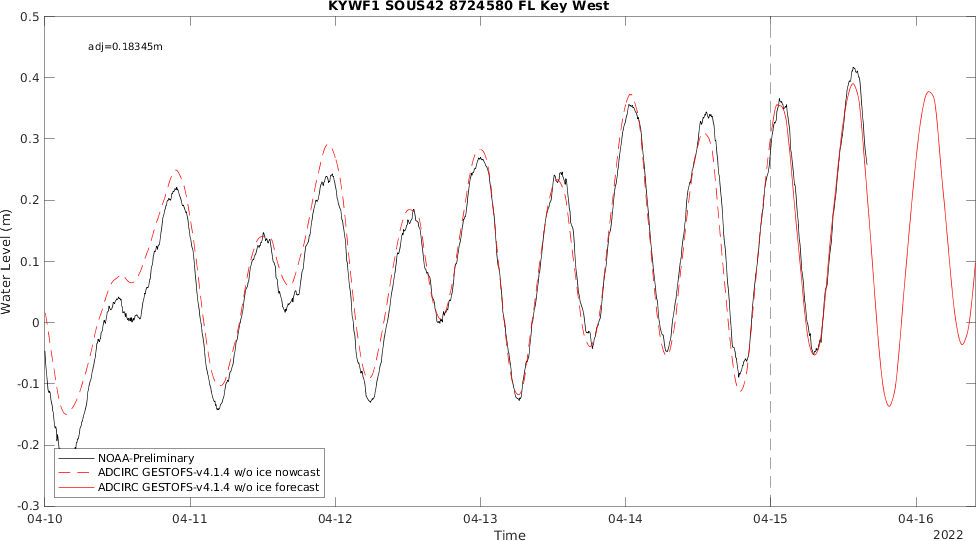 KYWF1 SOUS42 8724580 FL Key West
adj=0.18345m
Water Level (m)
0.5
0.4
0.3
0.2
0.1
0
-0.1
-0.2
-0.3
NOAA-Preliminary
ADCIRC GESTOFS-v4.1.4 w/o ice nowcast
ADCIRC GESTOFS-v4.1.4 w/o ice forecast
04-10 04-11 04-12 04-13 04-14 04-15 04-16
Time
2022